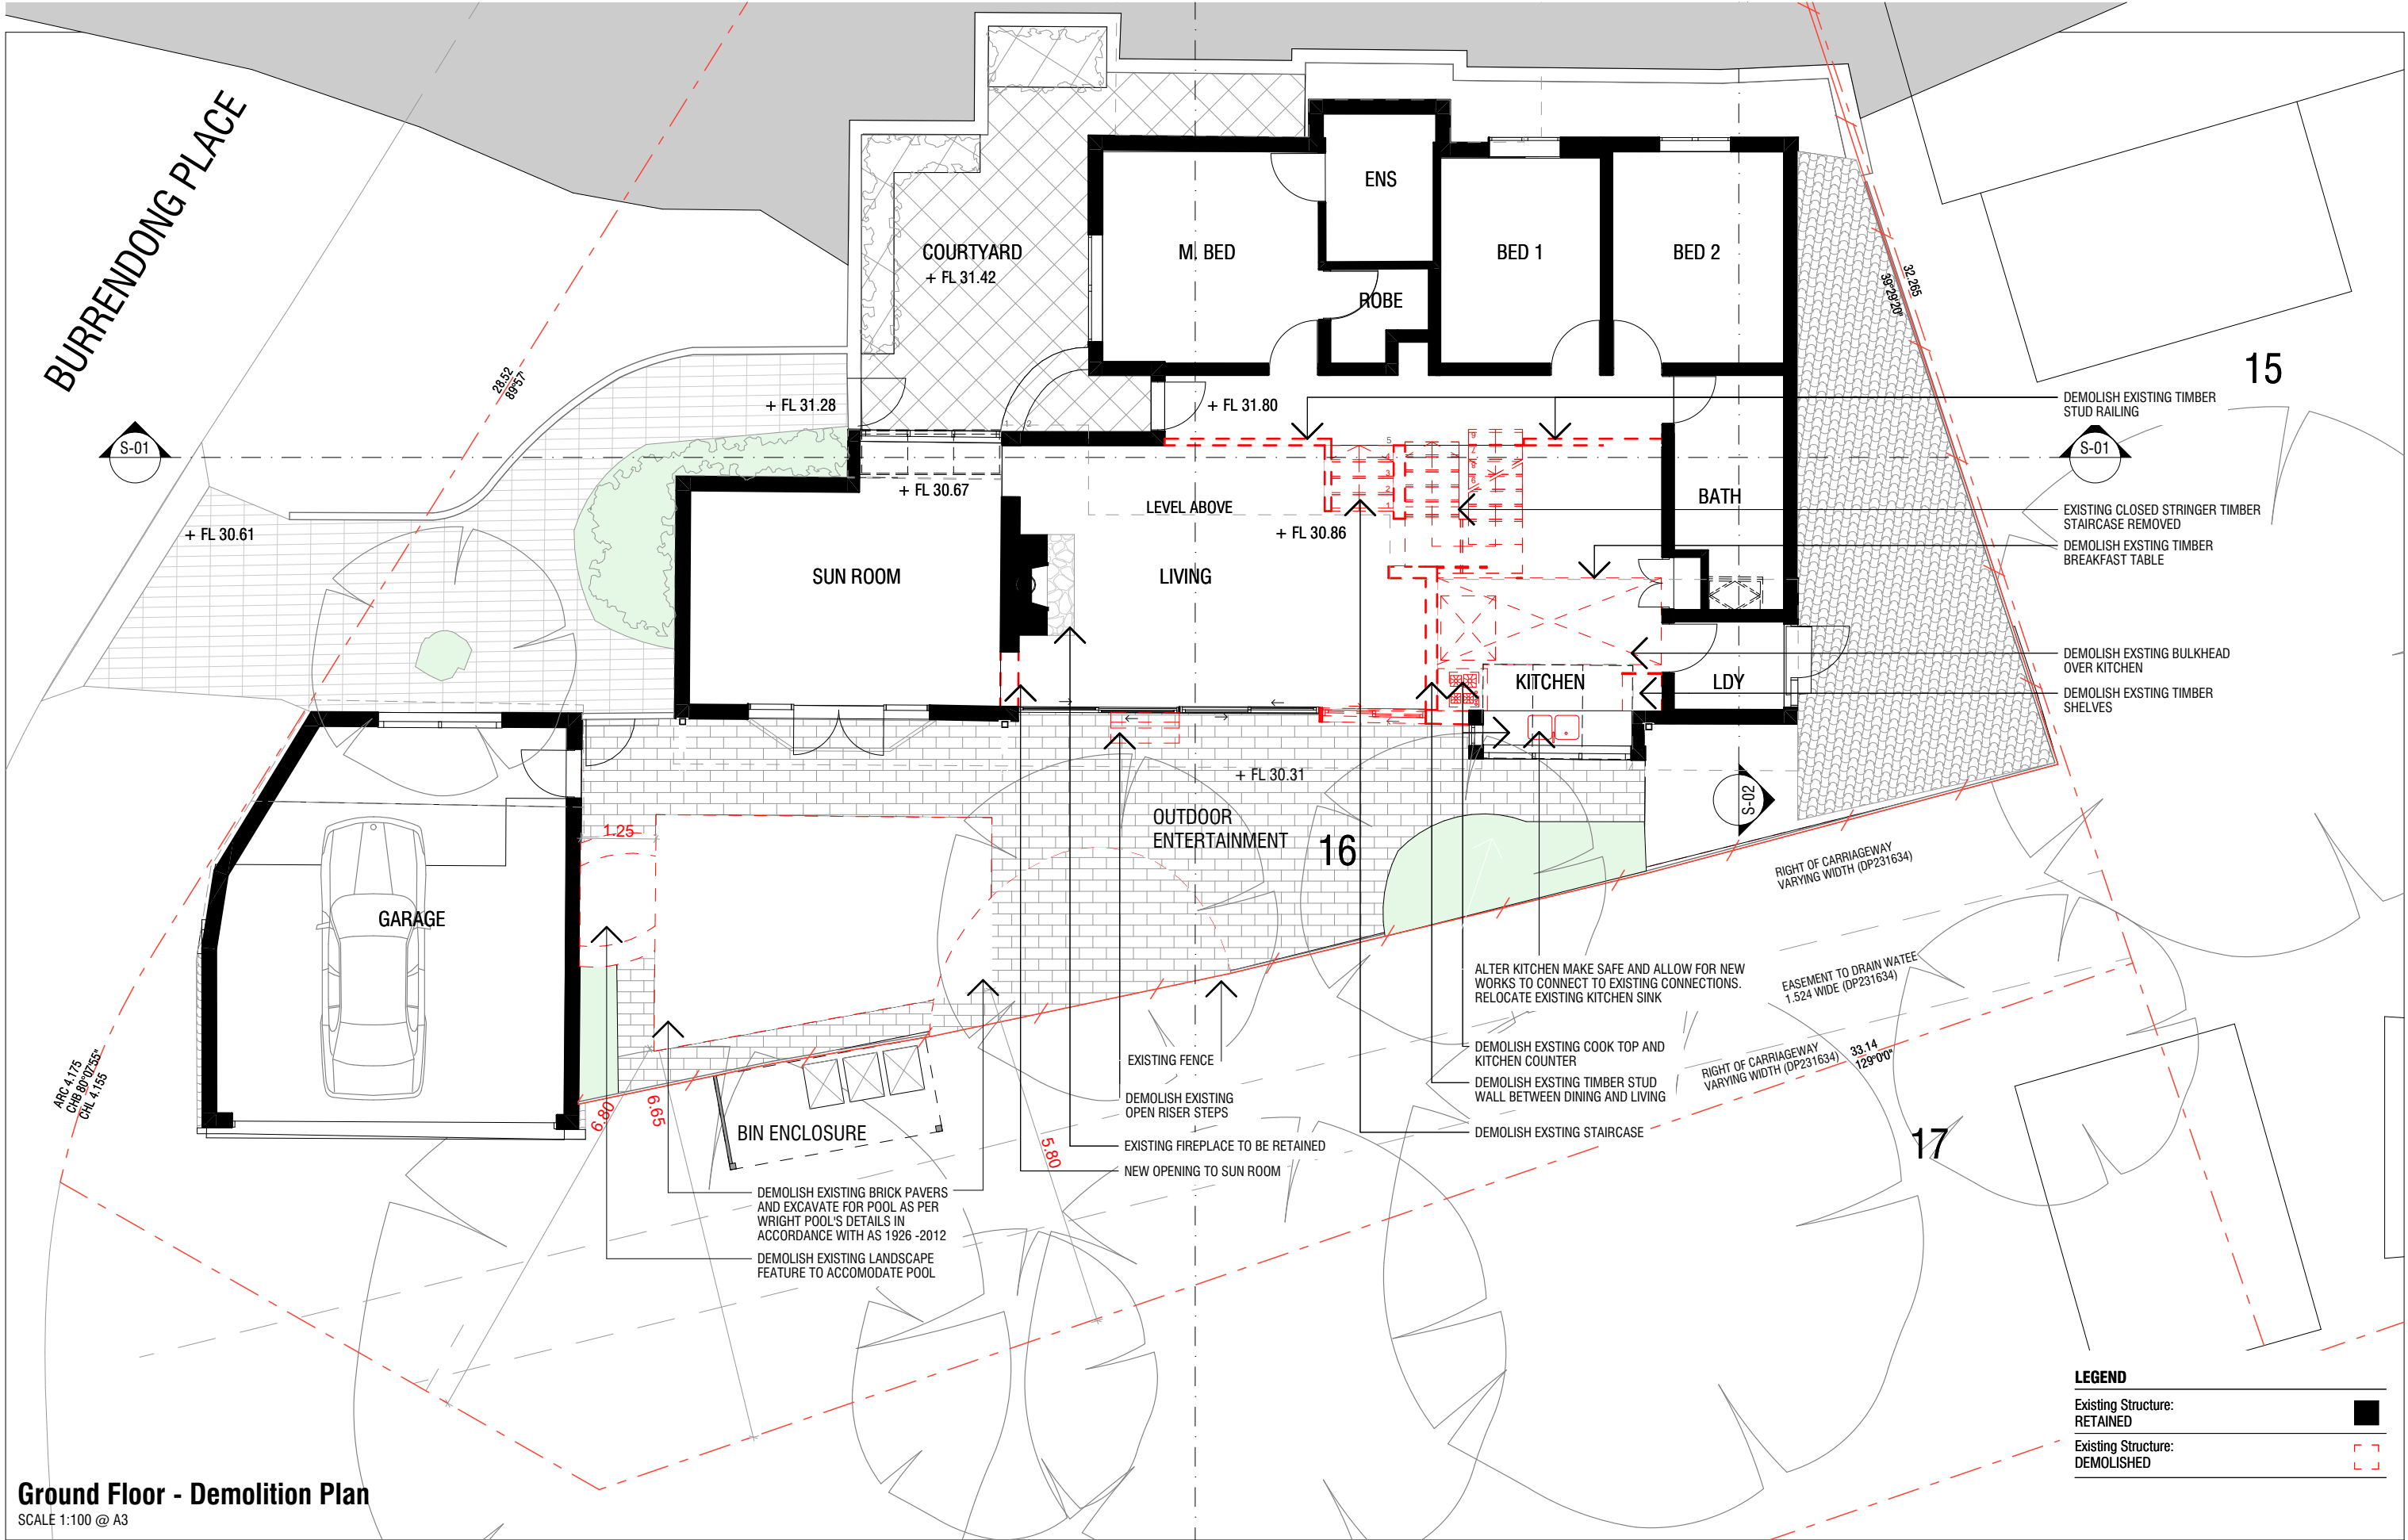 BURRENDONG PLACE
28.52
89°57'
COURTYARD
+ FL 31.42
M. BED
ENS
ROBE
BED 1
BED 2
32.265
39°29'20"
15
+ FL 31.28
+ FL 31.80
DEMOLISH EXISTING TIMBER
STUD RAILING
S-01
S-01
+ FL 30.67
LEVEL ABOVE
BATH
+ FL 30.61
+ FL 30.86
EXISTING CLOSED STRINGER TIMBER
STAIRCASE REMOVED
DEMOLISH EXSTING TIMBER
BREAKFAST TABLE
SUN ROOM
LIVING
DEMOLISH EXSTING BULKHEAD
OVER KITCHEN
KITCHEN
LDY
DEMOLISH EXSTING TIMBER
SHELVES
+ FL 30.31
S-02
OUTDOOR
ENTERTAINMENT
16
1.25
RIGHT OF CARRIAGEWAY
VARYING WIDTH (DP231634)
GARAGE
EASEMENT TO DRAIN WATEE
1.524 WIDE (DP231634)
ALTER KITCHEN MAKE SAFE AND ALLOW FOR NEW
WORKS TO CONNECT TO EXISTING CONNECTIONS.
RELOCATE EXISTING KITCHEN SINK
EXISTING FENCE
DEMOLISH EXSTING COOK TOP AND
KITCHEN COUNTER
RIGHT OF CARRIAGEWAY
VARYING WIDTH (DP231634)
33.14
129°0'0"
ARC 4.175
CHB 80°07'55"
CHL 4.155
DEMOLISH EXSTING TIMBER STUD
WALL BETWEEN DINING AND LIVING
DEMOLISH EXISTING
OPEN RISER STEPS
6.80
6.65
5.80
BIN ENCLOSURE
DEMOLISH EXSTING STAIRCASE
EXISTING FIREPLACE TO BE RETAINED
17
NEW OPENING TO SUN ROOM
DEMOLISH EXISTING BRICK PAVERS
AND EXCAVATE FOR POOL AS PER
WRIGHT POOL'S DETAILS IN
ACCORDANCE WITH AS 1926 -2012
DEMOLISH EXISTING LANDSCAPE
FEATURE TO ACCOMODATE POOL
LEGEND
Existing Structure:
RETAINED
Existing Structure:
DEMOLISHED
Ground Floor - Demolition Plan
SCALE 1:100 @ A3